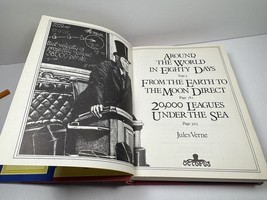 AROUND
THE WORLD
IN EIGHTY DAYS
FROM THE EARTH TO
THE MOON DIRECT
20,000 LEAGUES
UNDER THE SEA
Jules Verne
OCTOPUS